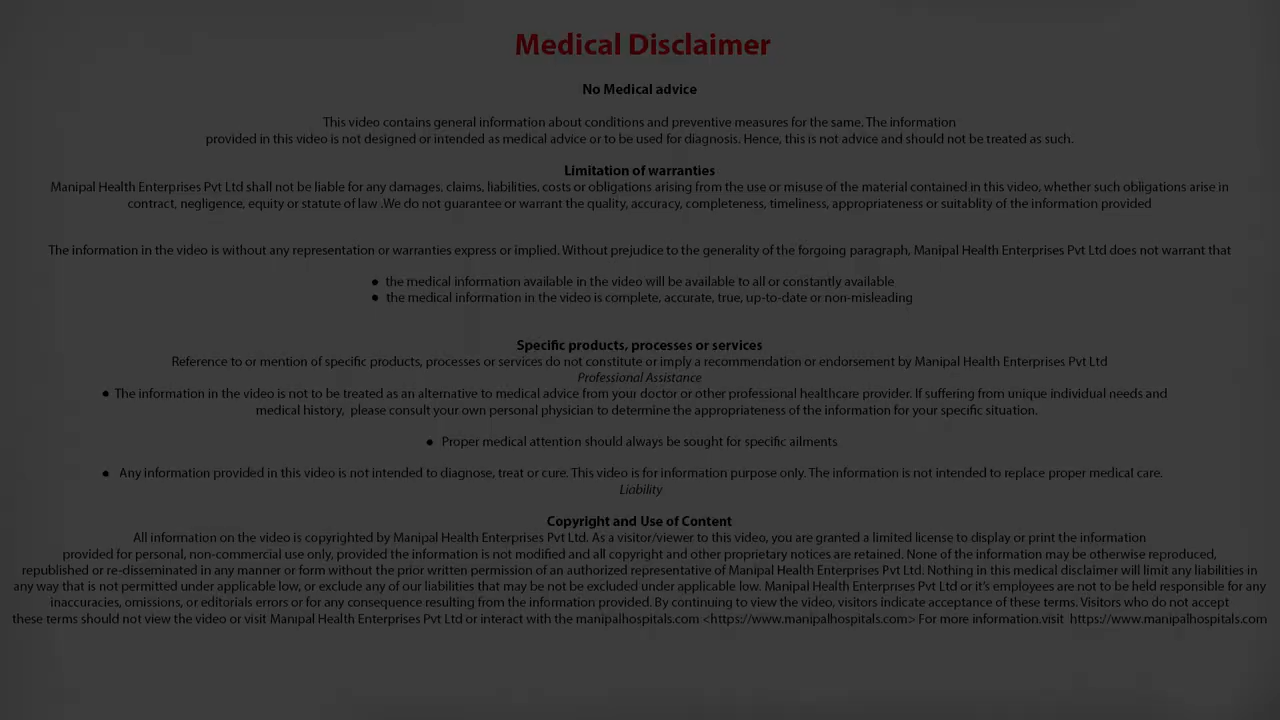 Medical Disclaimer
No Medical advice
This video contains general information about conditions and preventive measures for the same. The information
provided in this video is not designed or intended as medical advice or to be used for diagnosis. Hence, this is not advice and should not be treated as such.
Limitation of warranties
Manipal Health Enterprises Pvt Ltd shall not be liable for any damages, claims, liabilities, costs or obligations arising from the use or misuse of the material contained in this video, whether such obligations arise in
contract, negligence, equity or statute of law .We do not guarantee or warrant the quality, accuracy, completeness, timeliness, appropriateness or suitablity of the information provided
The information in the video is without any representation or warranties express or implied. Without prejudice to the generality of the forgoing paragraph, Manipal Health Enterprises Pvt Ltd does not warrant that
● the medical information available in the video will be available to all or constantly available
● the medical information in the video is complete, accurate, true, up-to-date or non-misleading
Specific products, processes or services
Reference to or mention of specific products, processes or services do not constitute or imply a recommendation or endorsement by Manipal Health Enterprises Pvt Ltd
Professional Assistance
● The information in the video is not to be treated as an alternative to medical advice from your doctor or other professional healthcare provider. If suffering from unique individual needs and
medical history, please consult your own personal physician to determine the appropriateness of the information for your specific situation.
● Proper medical attention should always be sought for specific ailments
● Any information provided in this video is not intended to diagnose, treat or cure. This video is for information purpose only. The information is not intended to replace proper medical care.
Liability
Copyright and Use of Content
All information on the video is copyrighted by Manipal Health Enterprises Pvt Ltd. As a visitor/viewer to this video, you are granted a limited license to display or print the information
provided for personal, non-commercial use only, provided the information is not modified and all copyright and other proprietary notices are retained. None of the information may be otherwise reproduced,
republished or re-disseminated in any manner or form without the prior written permission of an authorized representative of Manipal Health Enterprises Pvt Ltd. Nothing in this medical disclaimer will limit any liabilities in
any way that is not permitted under applicable low, or exclude any of our liabilities that may be not be excluded under applicable low. Manipal Health Enterprises Pvt Ltd or it's employees are not to be held responsible for any
inaccuracies, omissions, or editorials errors or for any consequence resulting from the information provided. By continuing to view the video, visitors indicate acceptance of these terms. Visitors who do not accept
these terms should not view the video or visit Manipal Health Enterprises Pvt Ltd or interact with the manipalhospitals.com <https://www.manipalhospitals.com> For more information.visit https://www.manipalhospitals.com